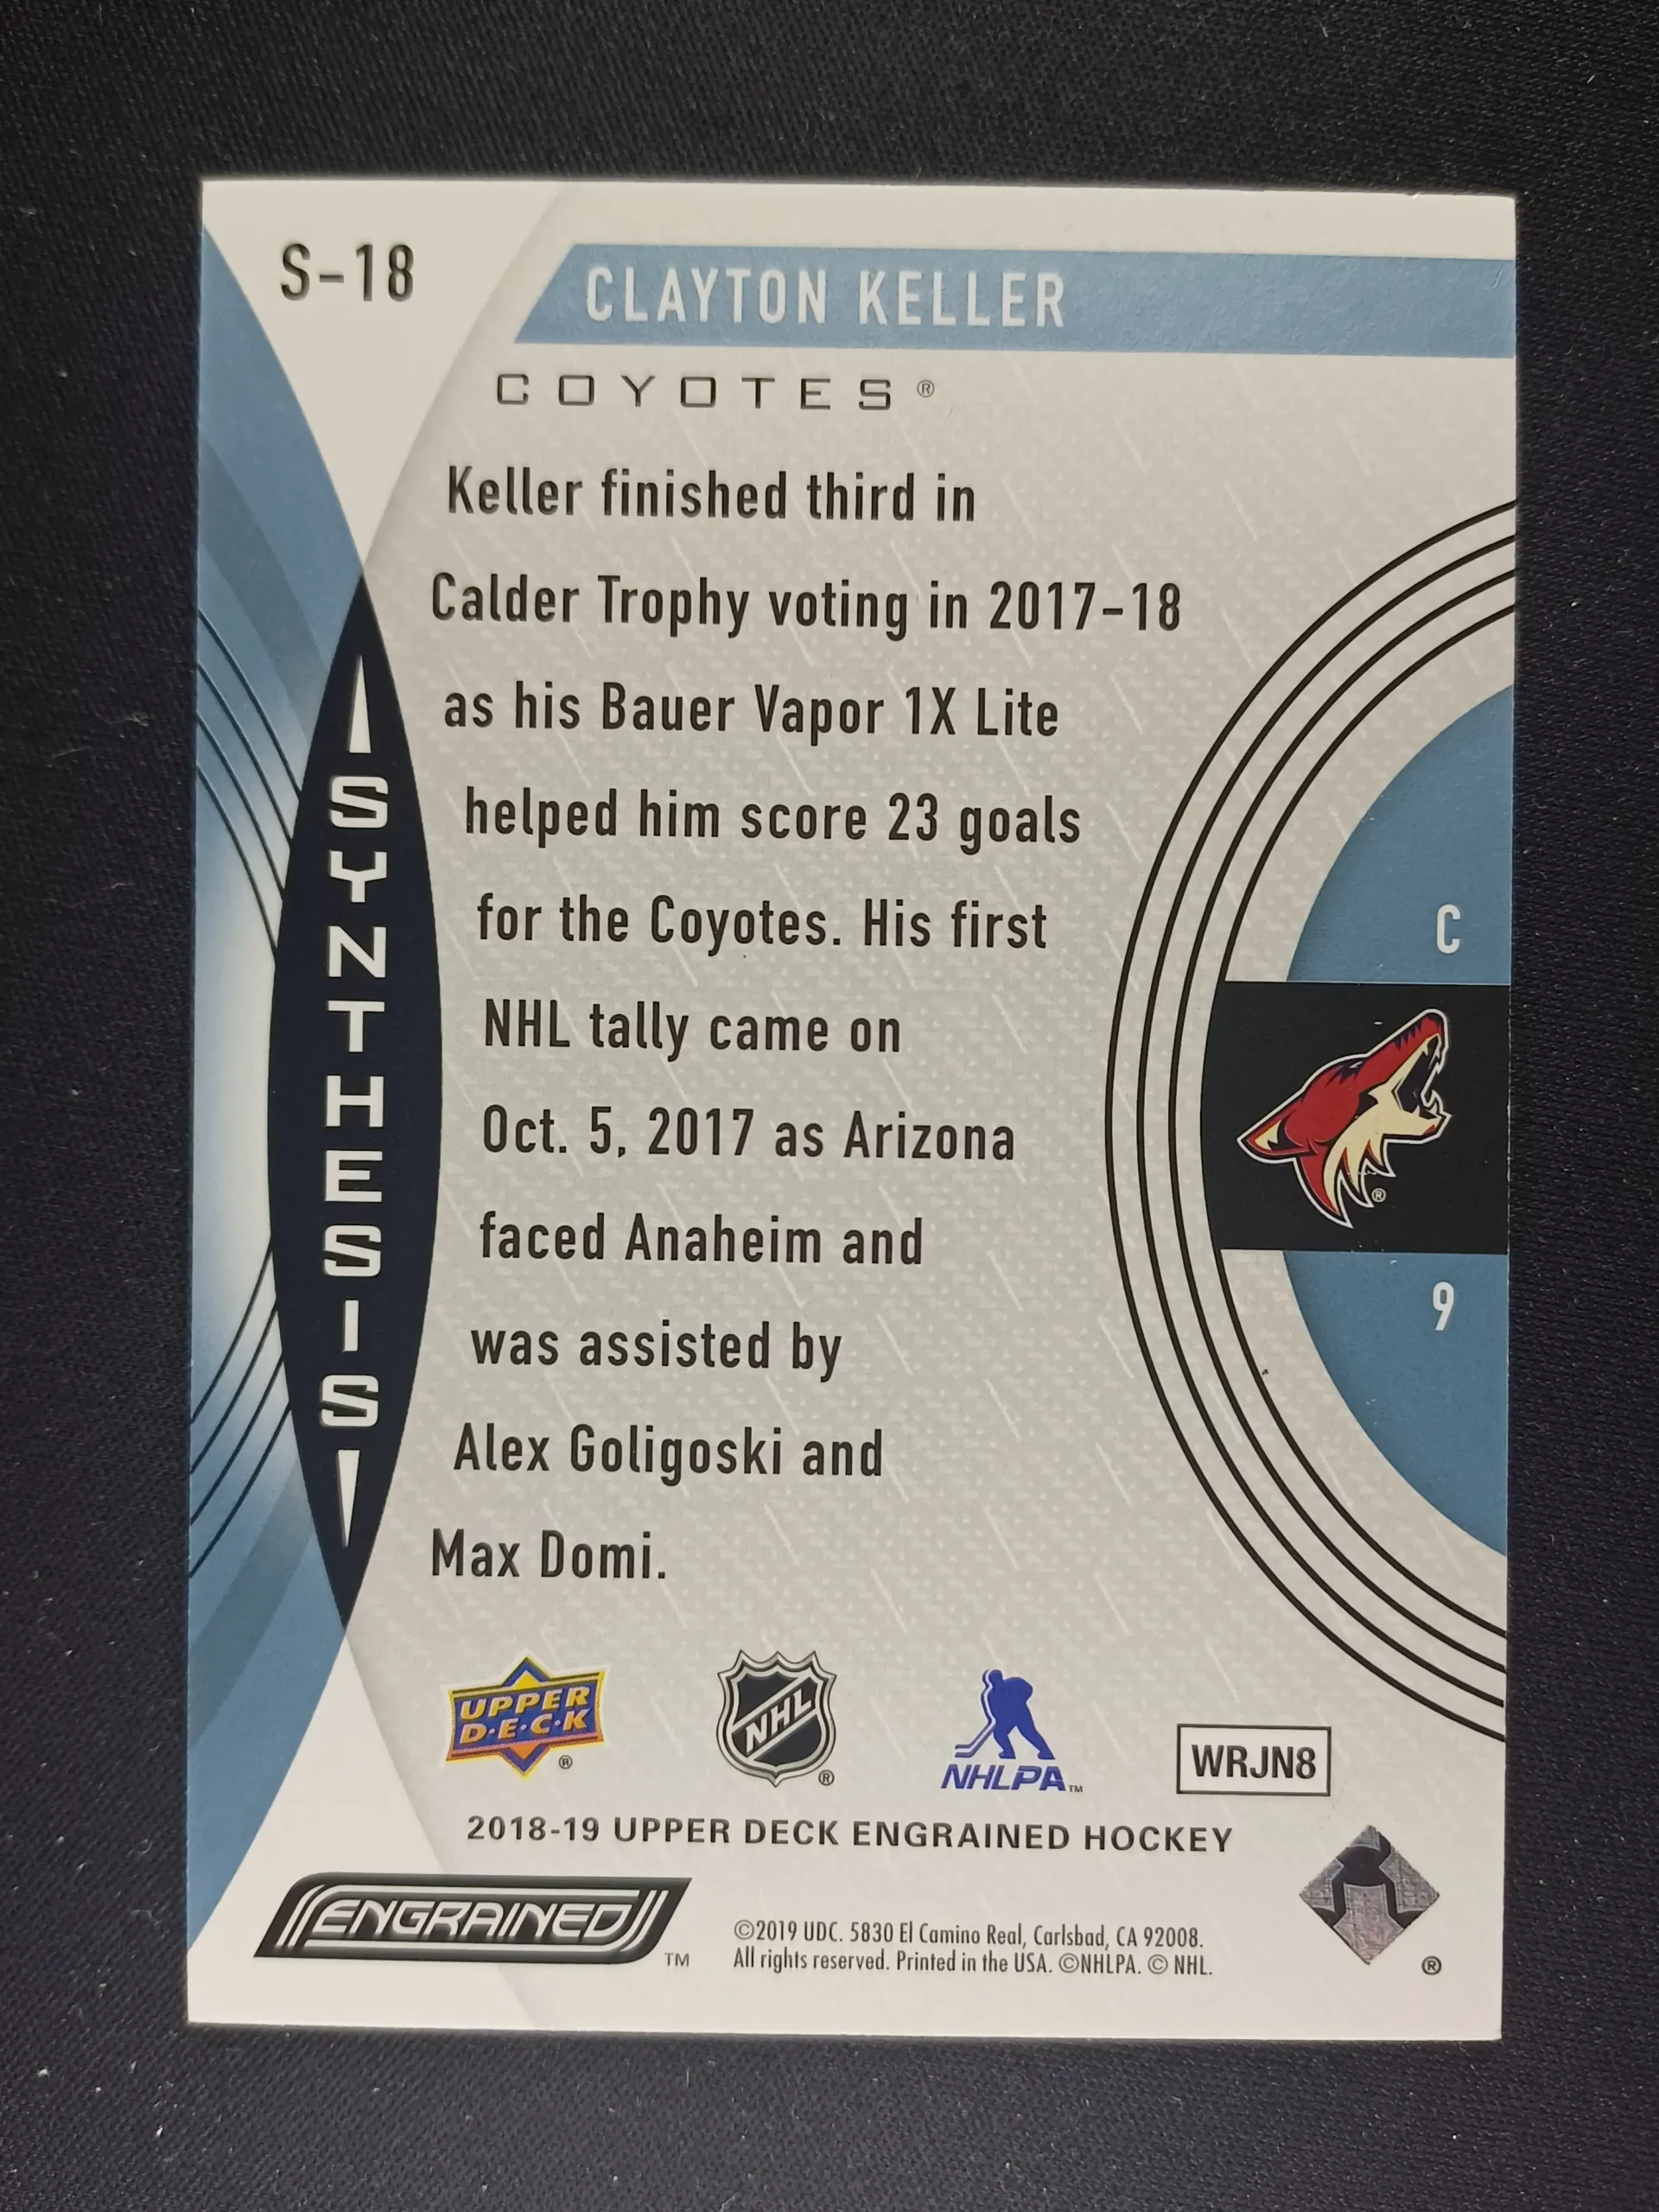 S-18
CLAYTON KELLER
COYOTES®
Keller finished third in
Calder Trophy voting in 2017-18
as his Bauer Vapor 1X Lite
helped him score 23 goals
for the Coyotes. His first
NHL tally came on
Oct. 5, 2017 as Arizona
faced Anaheim and
was assisted by
Alex Goligoski and
Max Domi.
SYNTHESIS
C
®
9
UPPER
D·E·C·K
®
NHL
®
NHLPA™
WRJN8
2018-19 UPPER DECK ENGRAINED HOCKEY
ENGRAINED
™
©2019 UDC. 5830 El Camino Real, Carlsbad, CA 92008.
All rights reserved. Printed in the USA. ©NHLPA. © NHL.
®